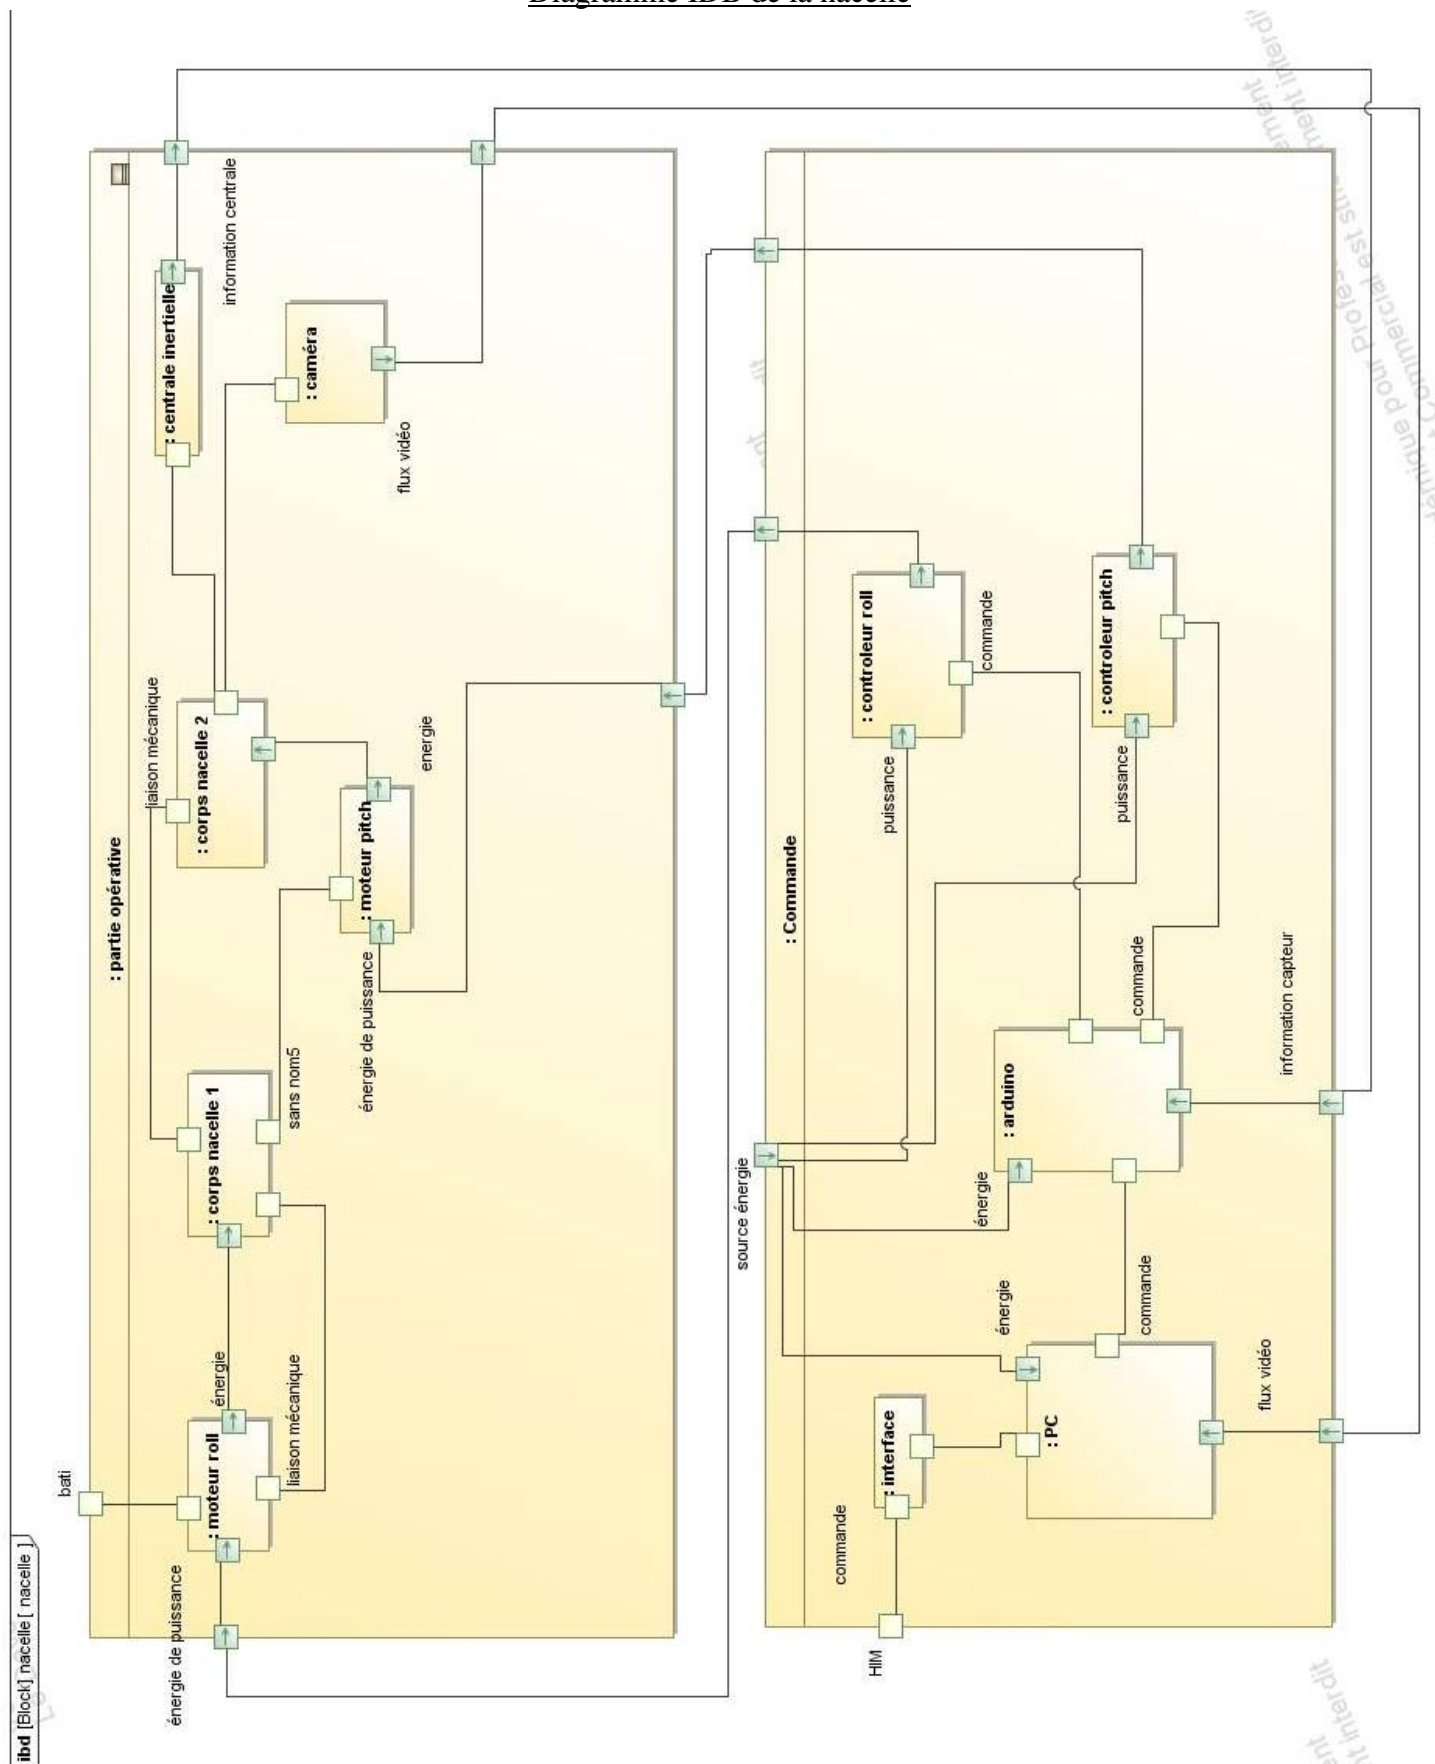 Diagramme IDB de la nacelle
ibd [Block] nacelle [ nacelle ]
: partie opérative
bati
énergie de puissance
: moteur roll
énergie
liaison mécanique
: corps nacelle 1
sans nom5
liaison mécanique
: corps nacelle 2
énergie de puissance
: moteur pitch
energie
: centrale inertielle
information centrale
: caméra
flux vidéo
: Commande
source énergie
HIM
commande
: interface
: PC
énergie
commande
flux vidéo
énergie
: arduino
commande
information capteur
puissance
: controleur roll
commande
puissance
: controleur pitch